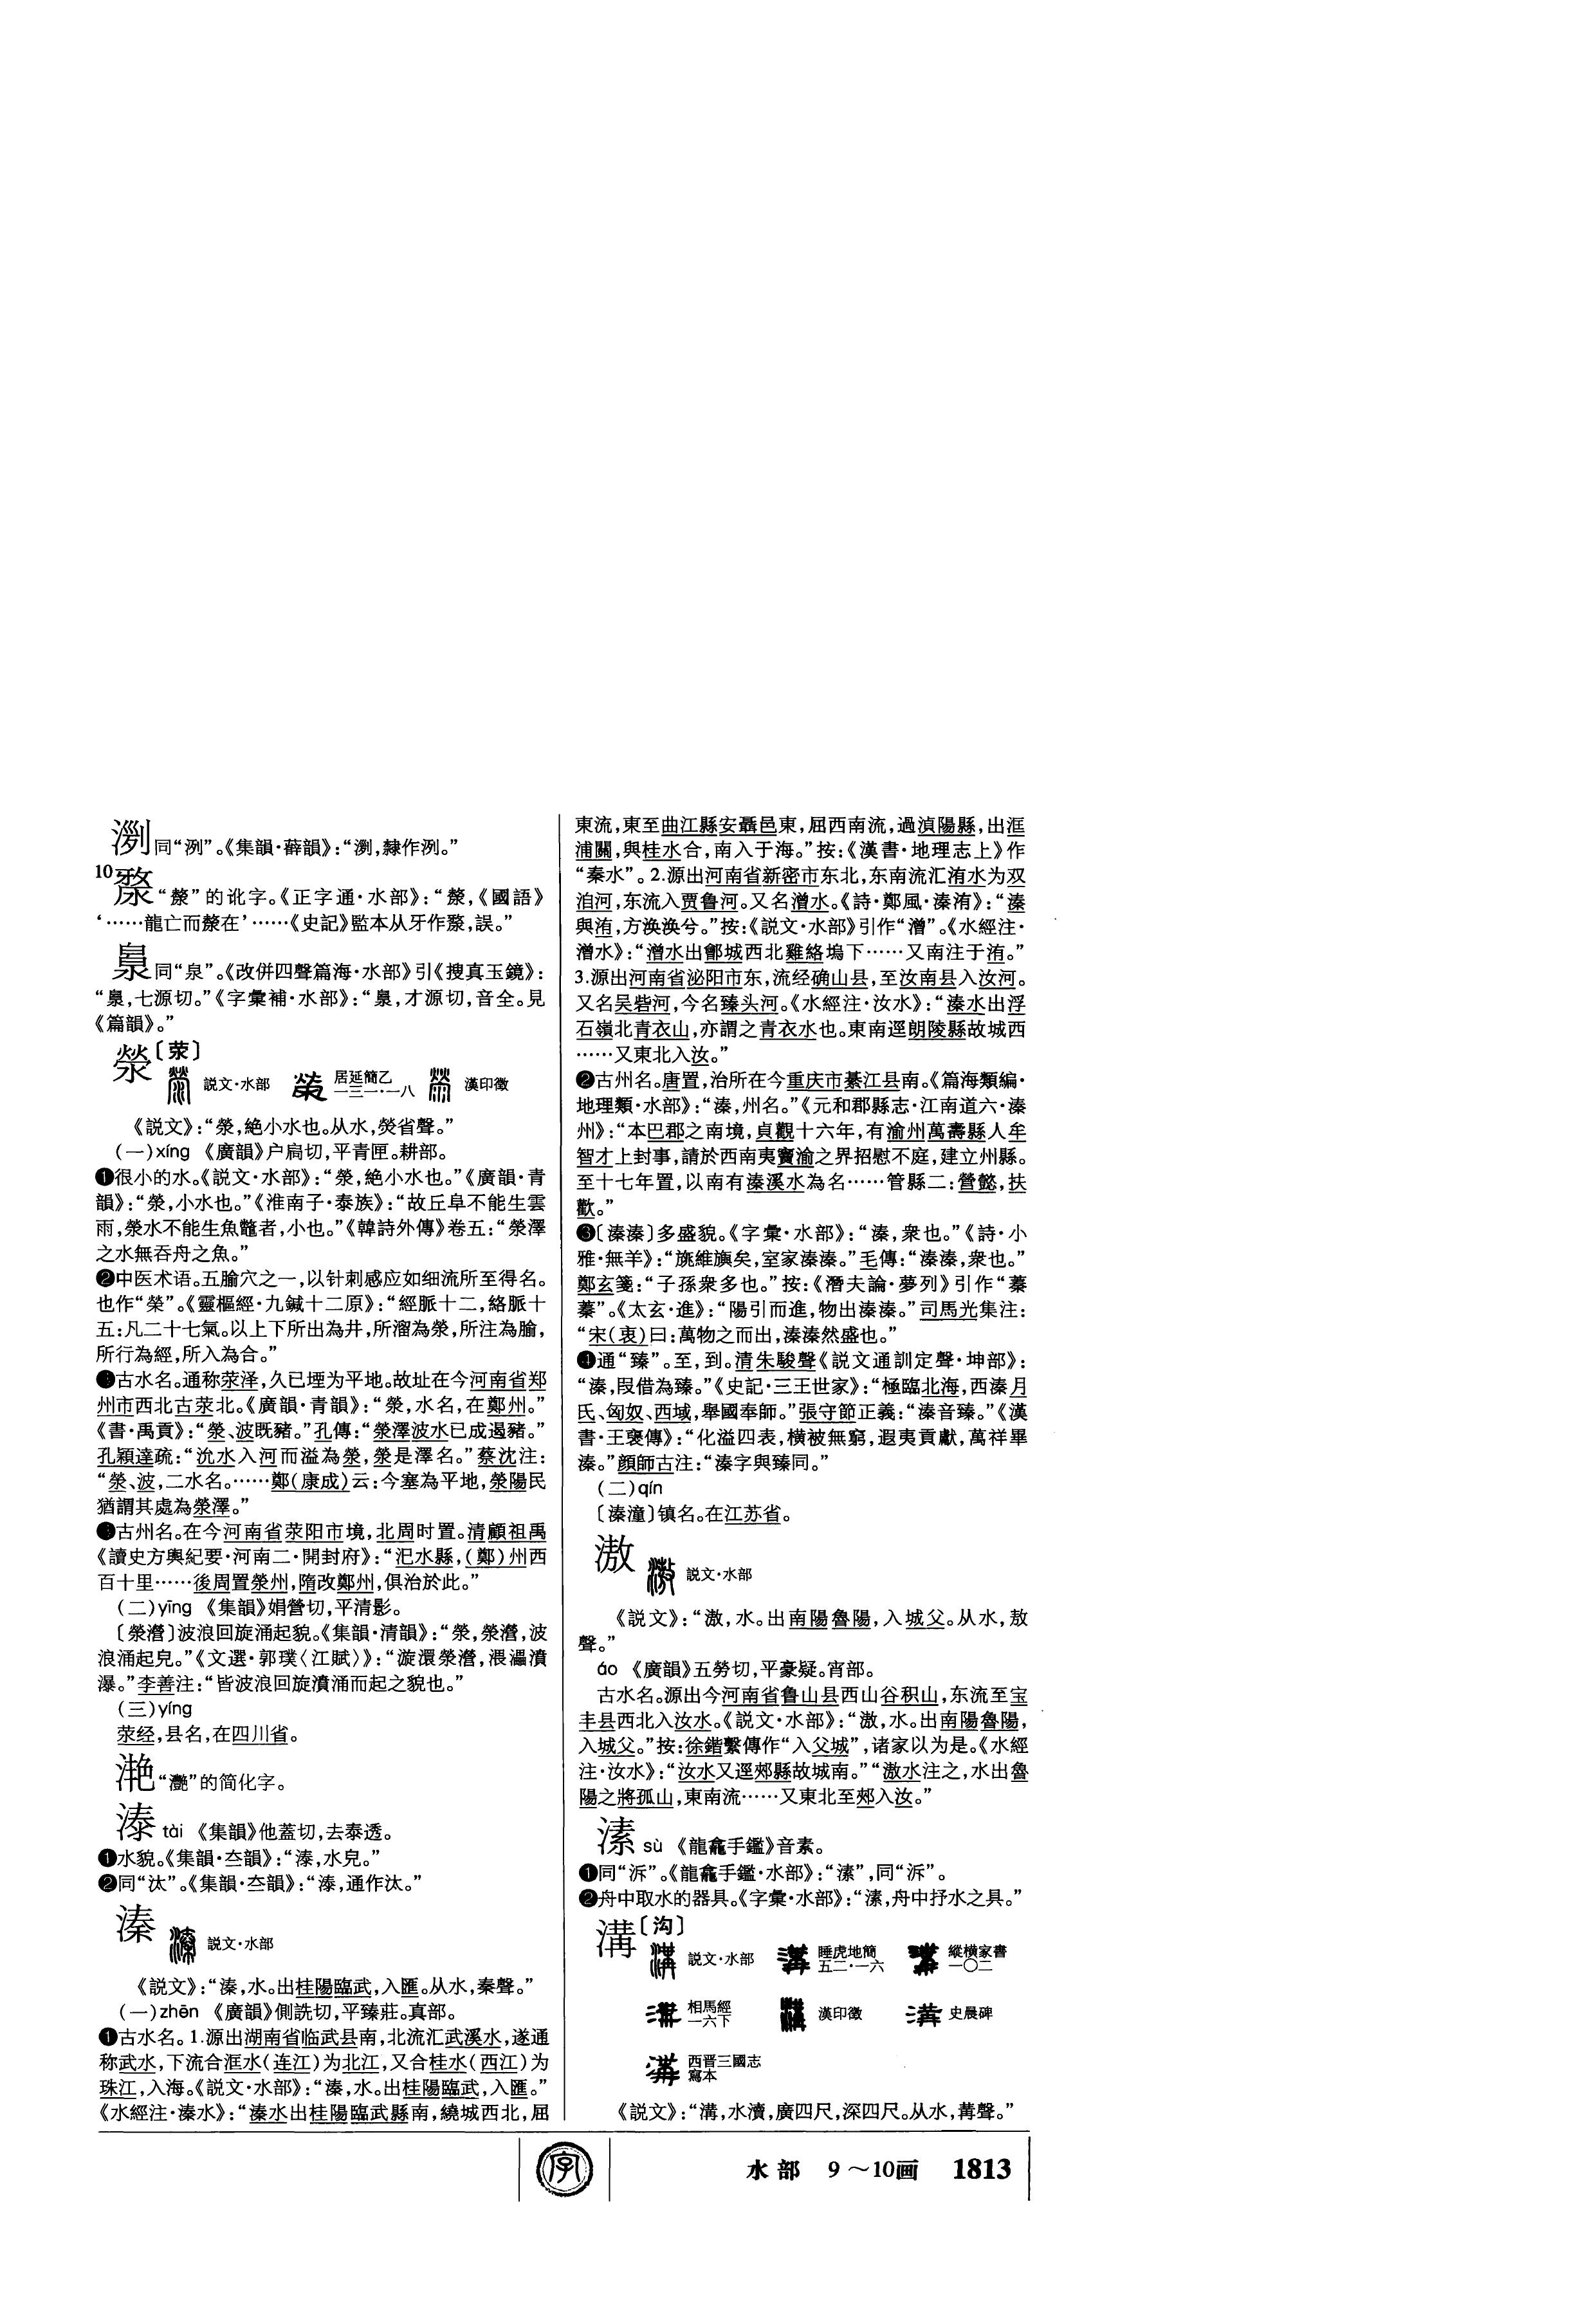 㴝同“洌”。《集韻·薛韻》:“㴝,隸作洌。”
10
“漦”的讹字。《正字通·水部》:“漦,《國語》
‘……龍亡而漦在’……《史記》監本从牙作,誤。”
同“泉”。《改併四聲篇海·水部》引《搜真玉鏡》:
“,七源切。”《字彙補·水部》:“,才源切,音全。見
《篇韻》。”
滎〔荥〕
説文·水部 居延簡乙一三一·一八 漢印徵
《説文》:“滎,絶小水也。从水,熒省聲。”
(一)xíng 《廣韻》户扃切,平青匣。耕部。
❶很小的水。《説文·水部》:“滎,絶小水也。”《廣韻·青
韻》:“滎,小水也。”《淮南子·泰族》:“故丘阜不能生雲
雨,滎水不能生魚鼈者,小也。”《韓詩外傳》卷五:“滎澤
之水無吞舟之魚。”
❷中医术语。五腧穴之一,以针刺感应如细流所至得名。
也作“榮”。《靈樞經·九鍼十二原》:“經脈十二,絡脈十
五:凡二十七氣。以上下所出為井,所溜為滎,所注為腧,
所行為經,所入為合。”
❸古水名。通称荥泽,久已堙为平地。故址在今河南省郑
州市西北古荥北。《廣韻·青韻》:“滎,水名,在鄭州。”
《書·禹貢》:“滎、波既豬。”孔傳:“滎澤波水已成遏豬。”
孔穎達疏:“沇水入河而溢為滎,滎是澤名。”蔡沈注:
“滎、波,二水名。……鄭(康成)云:今塞為平地,滎陽民
猶謂其處為滎澤。”
❹古州名。在今河南省荥阳市境,北周时置。清顧祖禹
《讀史方輿紀要·河南二·開封府》:“汜水縣,(鄭)州西
百十里……後周置滎州,隋改鄭州,俱治於此。”
(二)yīng 《集韻》娟營切,平清影。
〔滎瀯〕波浪回旋涌起貌。《集韻·清韻》:“滎,滎瀯,波
浪涌起皃。”《文選·郭璞〈江賦〉》:“漩澴滎瀯,渨㵽濆
瀑。”李善注:“皆波浪回旋濆涌而起之貌也。”
(三)yíng
荥经,县名,在四川省。
滟“灧”的简化字。
溙 tài 《集韻》他蓋切,去泰透。
❶水貌。《集韻·夳韻》:“溙,水皃。”
❷同“汰”。《集韻·夳韻》:“溙,通作汰。”
溱 説文·水部
《説文》:“溱,水。出桂陽臨武,入匯。从水,秦聲。”
(一)zhēn 《廣韻》側詵切,平臻莊。真部。
❶古水名。1.源出湖南省临武县南,北流汇武溪水,遂通
称武水,下流合洭水(连江)为北江,又合桂水(西江)为
珠江,入海。《説文·水部》:“溱,水。出桂陽臨武,入匯。”
《水經注·溱水》:“溱水出桂陽臨武縣南,繞城西北,屈
東流,東至曲江縣安聶邑東,屈西南流,過湞陽縣,出洭
浦關,與桂水合,南入于海。”按:《漢書·地理志上》作
“秦水”。2.源出河南省新密市东北,东南流汇洧水为双
洎河,东流入贾鲁河。又名潧水。《詩·鄭風·溱洧》:“溱
與洧,方涣涣兮。”按:《説文·水部》引作“潧”。《水經注·
潧水》:“潧水出鄶城西北雞絡塢下……又南注于洧。”
3.源出河南省泌阳市东,流经确山县,至汝南县入汝河。
又名吴砦河,今名臻头河。《水經注·汝水》:“溱水出浮
石嶺北青衣山,亦謂之青衣水也。東南逕朗陵縣故城西
……又東北入汝。”
❷古州名。唐置,治所在今重庆市綦江县南。《篇海類編·
地理類·水部》:“溱,州名。”《元和郡縣志·江南道六·溱
州》:“本巴郡之南境,貞觀十六年,有渝州萬壽縣人牟
智才上封事,請於西南夷竇渝之界招慰不庭,建立州縣。
至十七年置,以南有溱溪水為名……管縣二:營懿,扶
歡。”
❸〔溱溱〕多盛貌。《字彙·水部》:“溱,衆也。”《詩·小
雅·無羊》:“旐維旟矣,室家溱溱。”毛傳:“溱溱,衆也。”
鄭玄箋:“子孫衆多也。”按:《潛夫論·夢列》引作“蓁
蓁”。《太玄·進》:“陽引而進,物出溱溱。”司馬光集注:
“宋(衷)曰:萬物之而出,溱溱然盛也。”
❹通“臻”。至,到。清朱駿聲《説文通訓定聲·坤部》:
“溱,叚借為臻。”《史記·三王世家》:“極臨北海,西溱月
氏、匈奴、西域,舉國奉師。”張守節正義:“溱音臻。”《漢
書·王襃傳》:“化溢四表,橫被無窮,遐夷貢獻,萬祥畢
溱。”顔師古注:“溱字與臻同。”
(二)qín
〔溱潼〕镇名。在江苏省。
滶 説文·水部
《説文》:“滶,水。出南陽魯陽,入城父。从水,敖
聲。”
áo 《廣韻》五勞切,平豪疑。宵部。
古水名。源出今河南省鲁山县西山谷积山,东流至宝
丰县西北入汝水。《説文·水部》:“滶,水。出南陽魯陽,
入城父。”按:徐鍇繫傳作“入父城”,诸家以为是。《水經
注·汝水》:“汝水又逕郟縣故城南。”“滶水注之,水出魯
陽之將孤山,東南流……又東北至郟入汝。”
溸 sù 《龍龕手鑑》音素。
❶同“泝”。《龍龕手鑑·水部》:“溸”,同“泝”。
❷舟中取水的器具。《字彙·水部》:“溸,舟中抒水之具。”
溝〔沟〕
説文·水部 睡虎地簡五二·一六 縱横家書一〇二
相馬經一六下 漢印徵 史晨碑
西晋三國志寫本
《説文》:“溝,水瀆,廣四尺,深四尺。从水,冓聲。”
字 水部 9～10画 1813